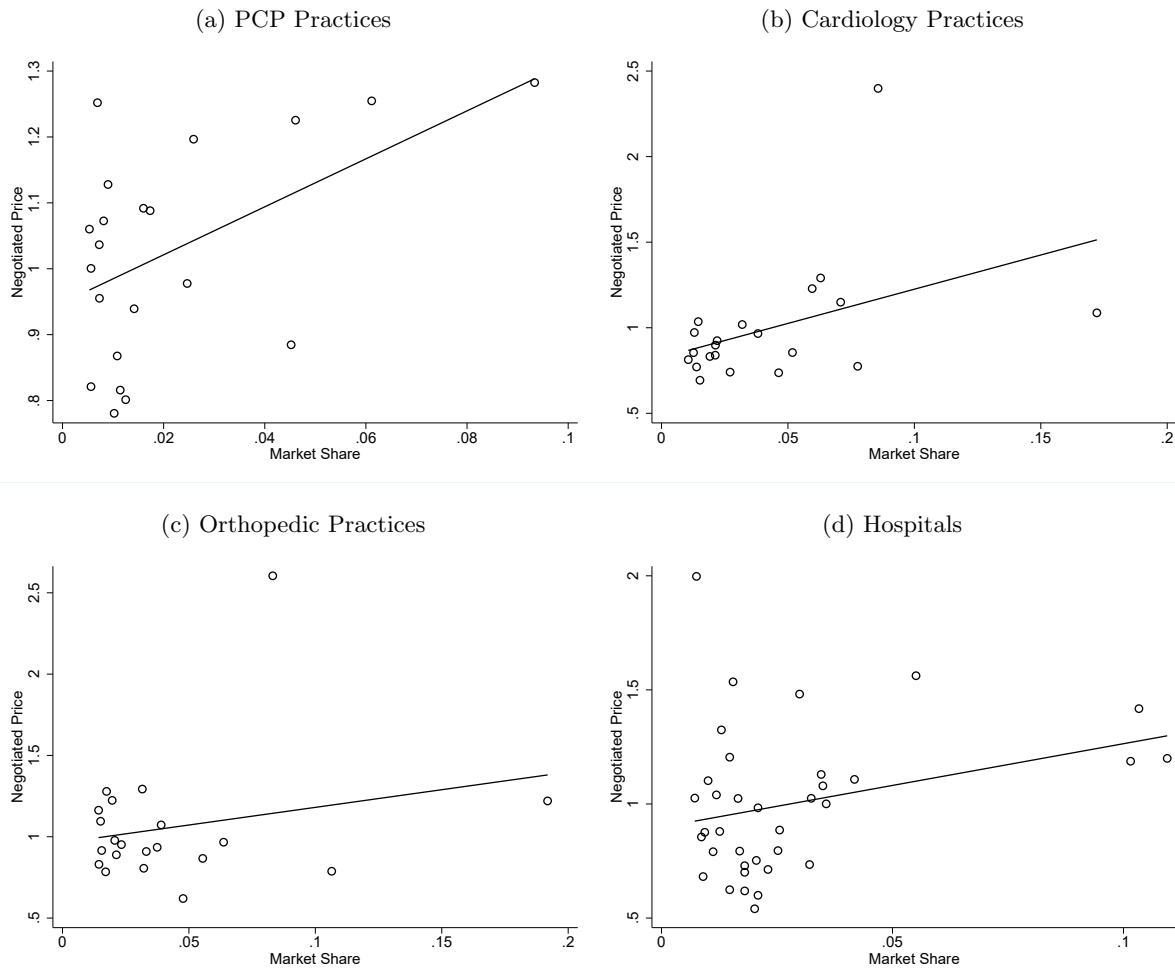 (a) PCP Practices
Negotiated Price
.8 .9 1 1.1 1.2 1.3
0 .02 .04 .06 .08 .1
Market Share
(b) Cardiology Practices
Negotiated Price
.5 1 1.5 2 2.5
0 .05 .1 .15 .2
Market Share
(c) Orthopedic Practices
Negotiated Price
.5 1 1.5 2 2.5
0 .05 .1 .15 .2
Market Share
(d) Hospitals
Negotiated Price
.5 1 1.5 2
0 .05 .1
Market Share